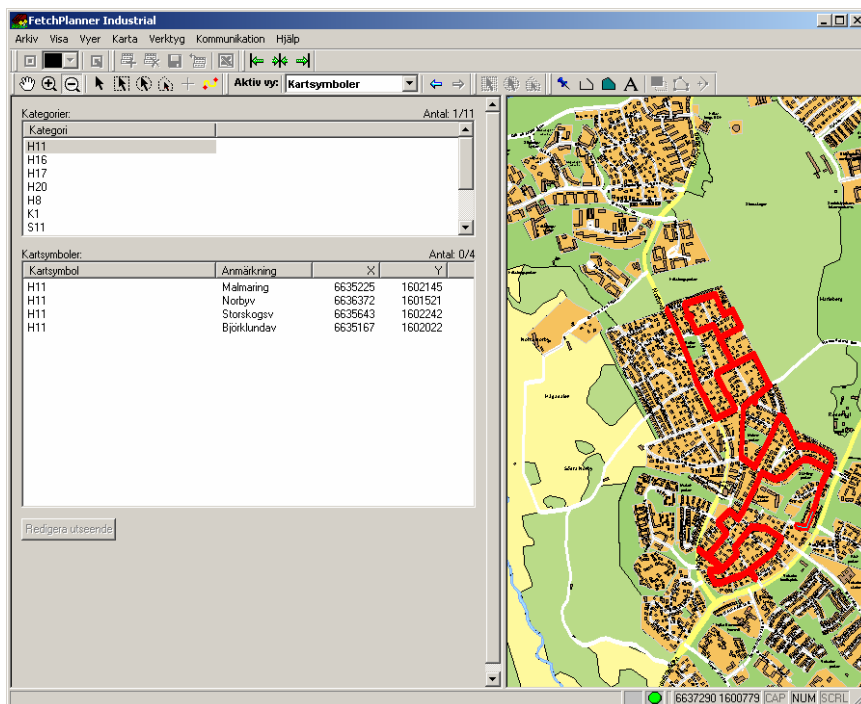 FetchPlanner Industrial
Arkiv Visa Vyer Karta Verktyg Kommunikation Hjälp
Aktiv vy: Kartsymboler
A
Kategorier: Antal: 1/11
Kategori
H11
H16
H17
H20
H8
K1
S11
Kartsymboler: Antal: 0/4
Kartsymbol Anmärkning X Y
H11 Malmaring 6635225 1602145
H11 Norbyv 6636372 1601521
H11 Storskogsv 6635643 1602242
H11 Björklundav 6635167 1602022
Redigera utseende
6637290 1600779 CAP NUM SCRL